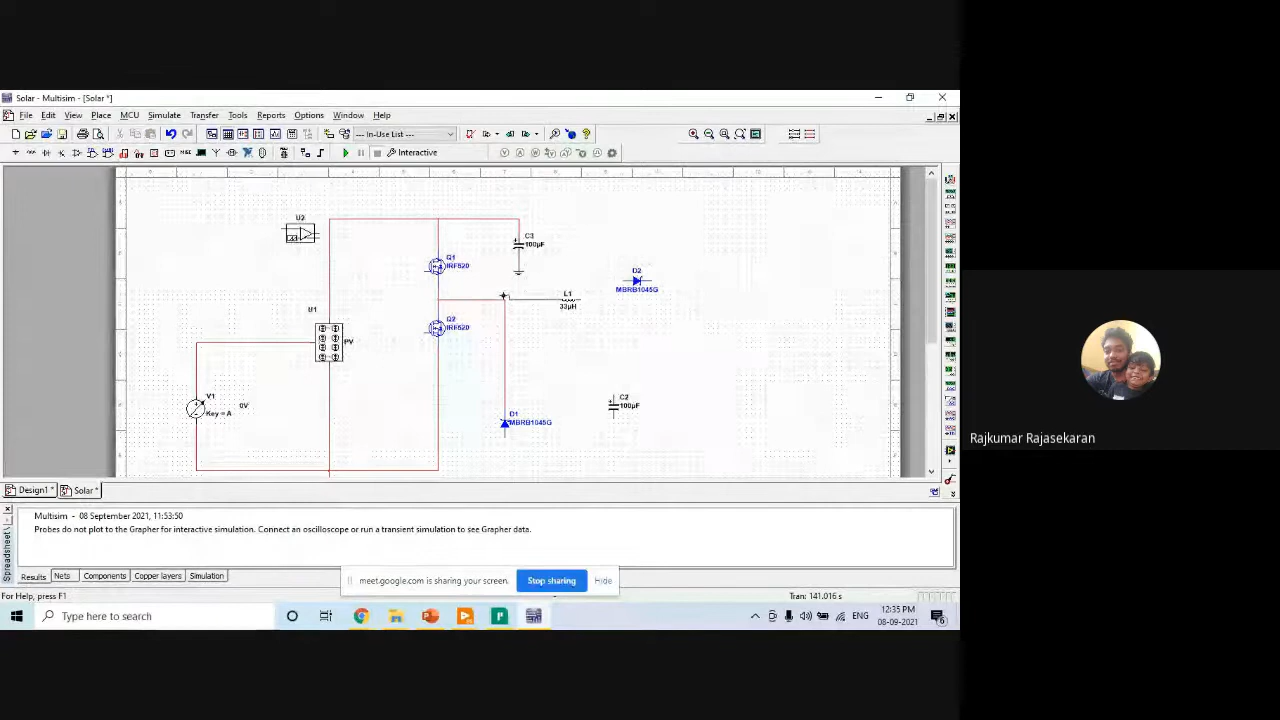 Solar - Multisim - [Solar *]
File Edit View Place MCU Simulate Transfer Tools Reports Options Window Help
--- In-Use List ---
Interactive
U2
C3
100µF
Q1
IRF520
D2
MBRB1045G
L1
33µH
U1
Q2
IRF520
PV
V1
Key = A
0V
C2
100µF
D1
MBRB1045G
Design1 * Solar *
Multisim - 08 September 2021, 11:53:50
Probes do not plot to the Grapher for interactive simulation. Connect an oscilloscope or run a transient simulation to see Grapher data.
Spreadsheet
Results Nets Components Copper layers Simulation
meet.google.com is sharing your screen. Stop sharing Hide
For Help, press F1
Tran: 141.016 s
Type here to search
ENG
12:35 PM
08-09-2021
Rajkumar Rajasekaran